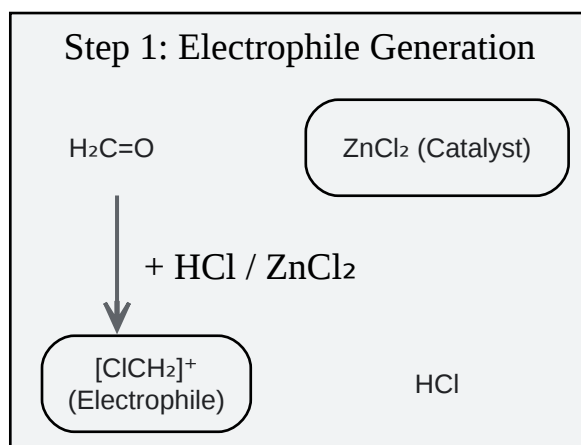 Step 1: Electrophile Generation
H₂C=O
ZnCl₂ (Catalyst)
+ HCl / ZnCl₂
[ClCH₂]⁺
(Electrophile)
HCl